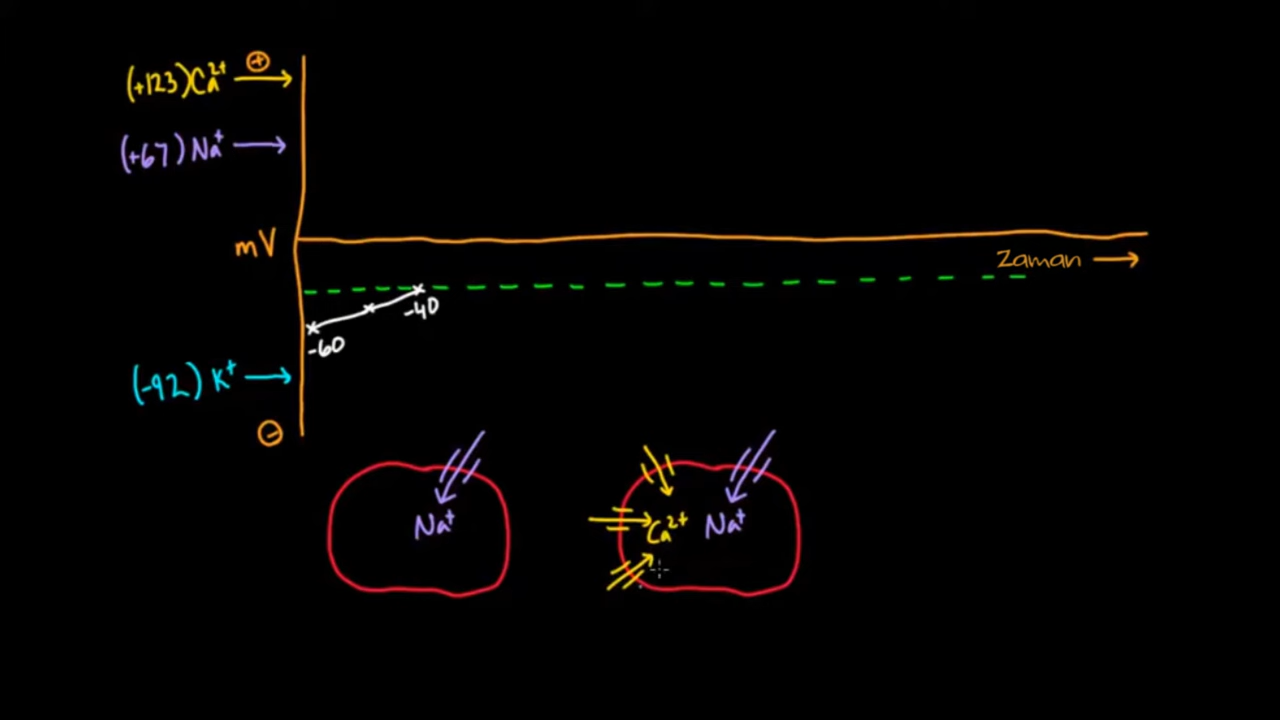 (+123)Ca²⁺ → ⊕
(+67) Na⁺ →
mV
Zaman →
-40
-60
(-92) K⁺ →
⊖
Na⁺
Ca²⁺ Na⁺